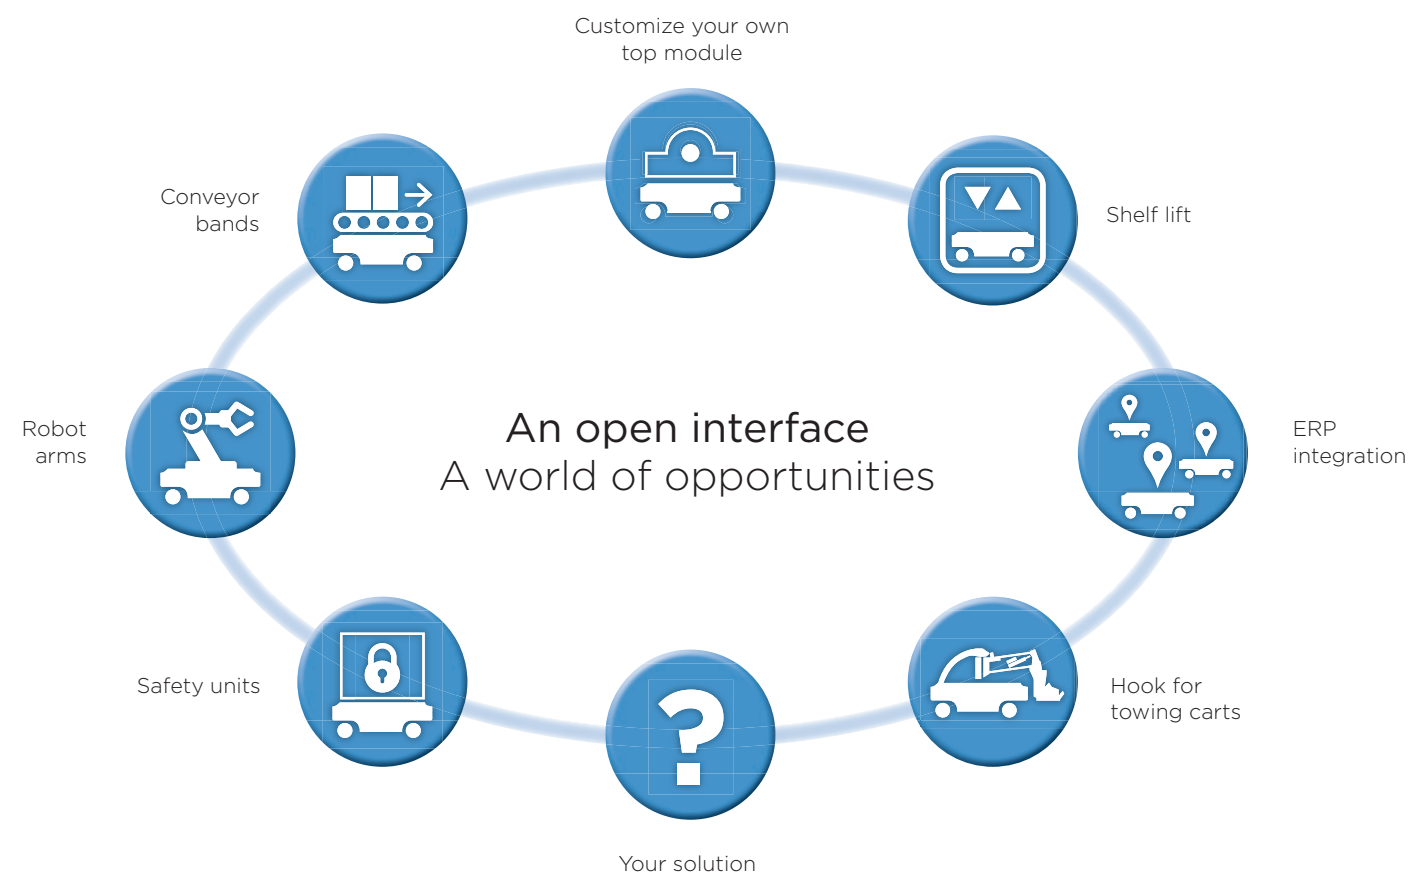 Customize your own
top module
Conveyor
bands
Shelf lift
Robot
arms
An open interface
A world of opportunities
ERP
integration
Safety units
Hook for
towing carts
?
Your solution